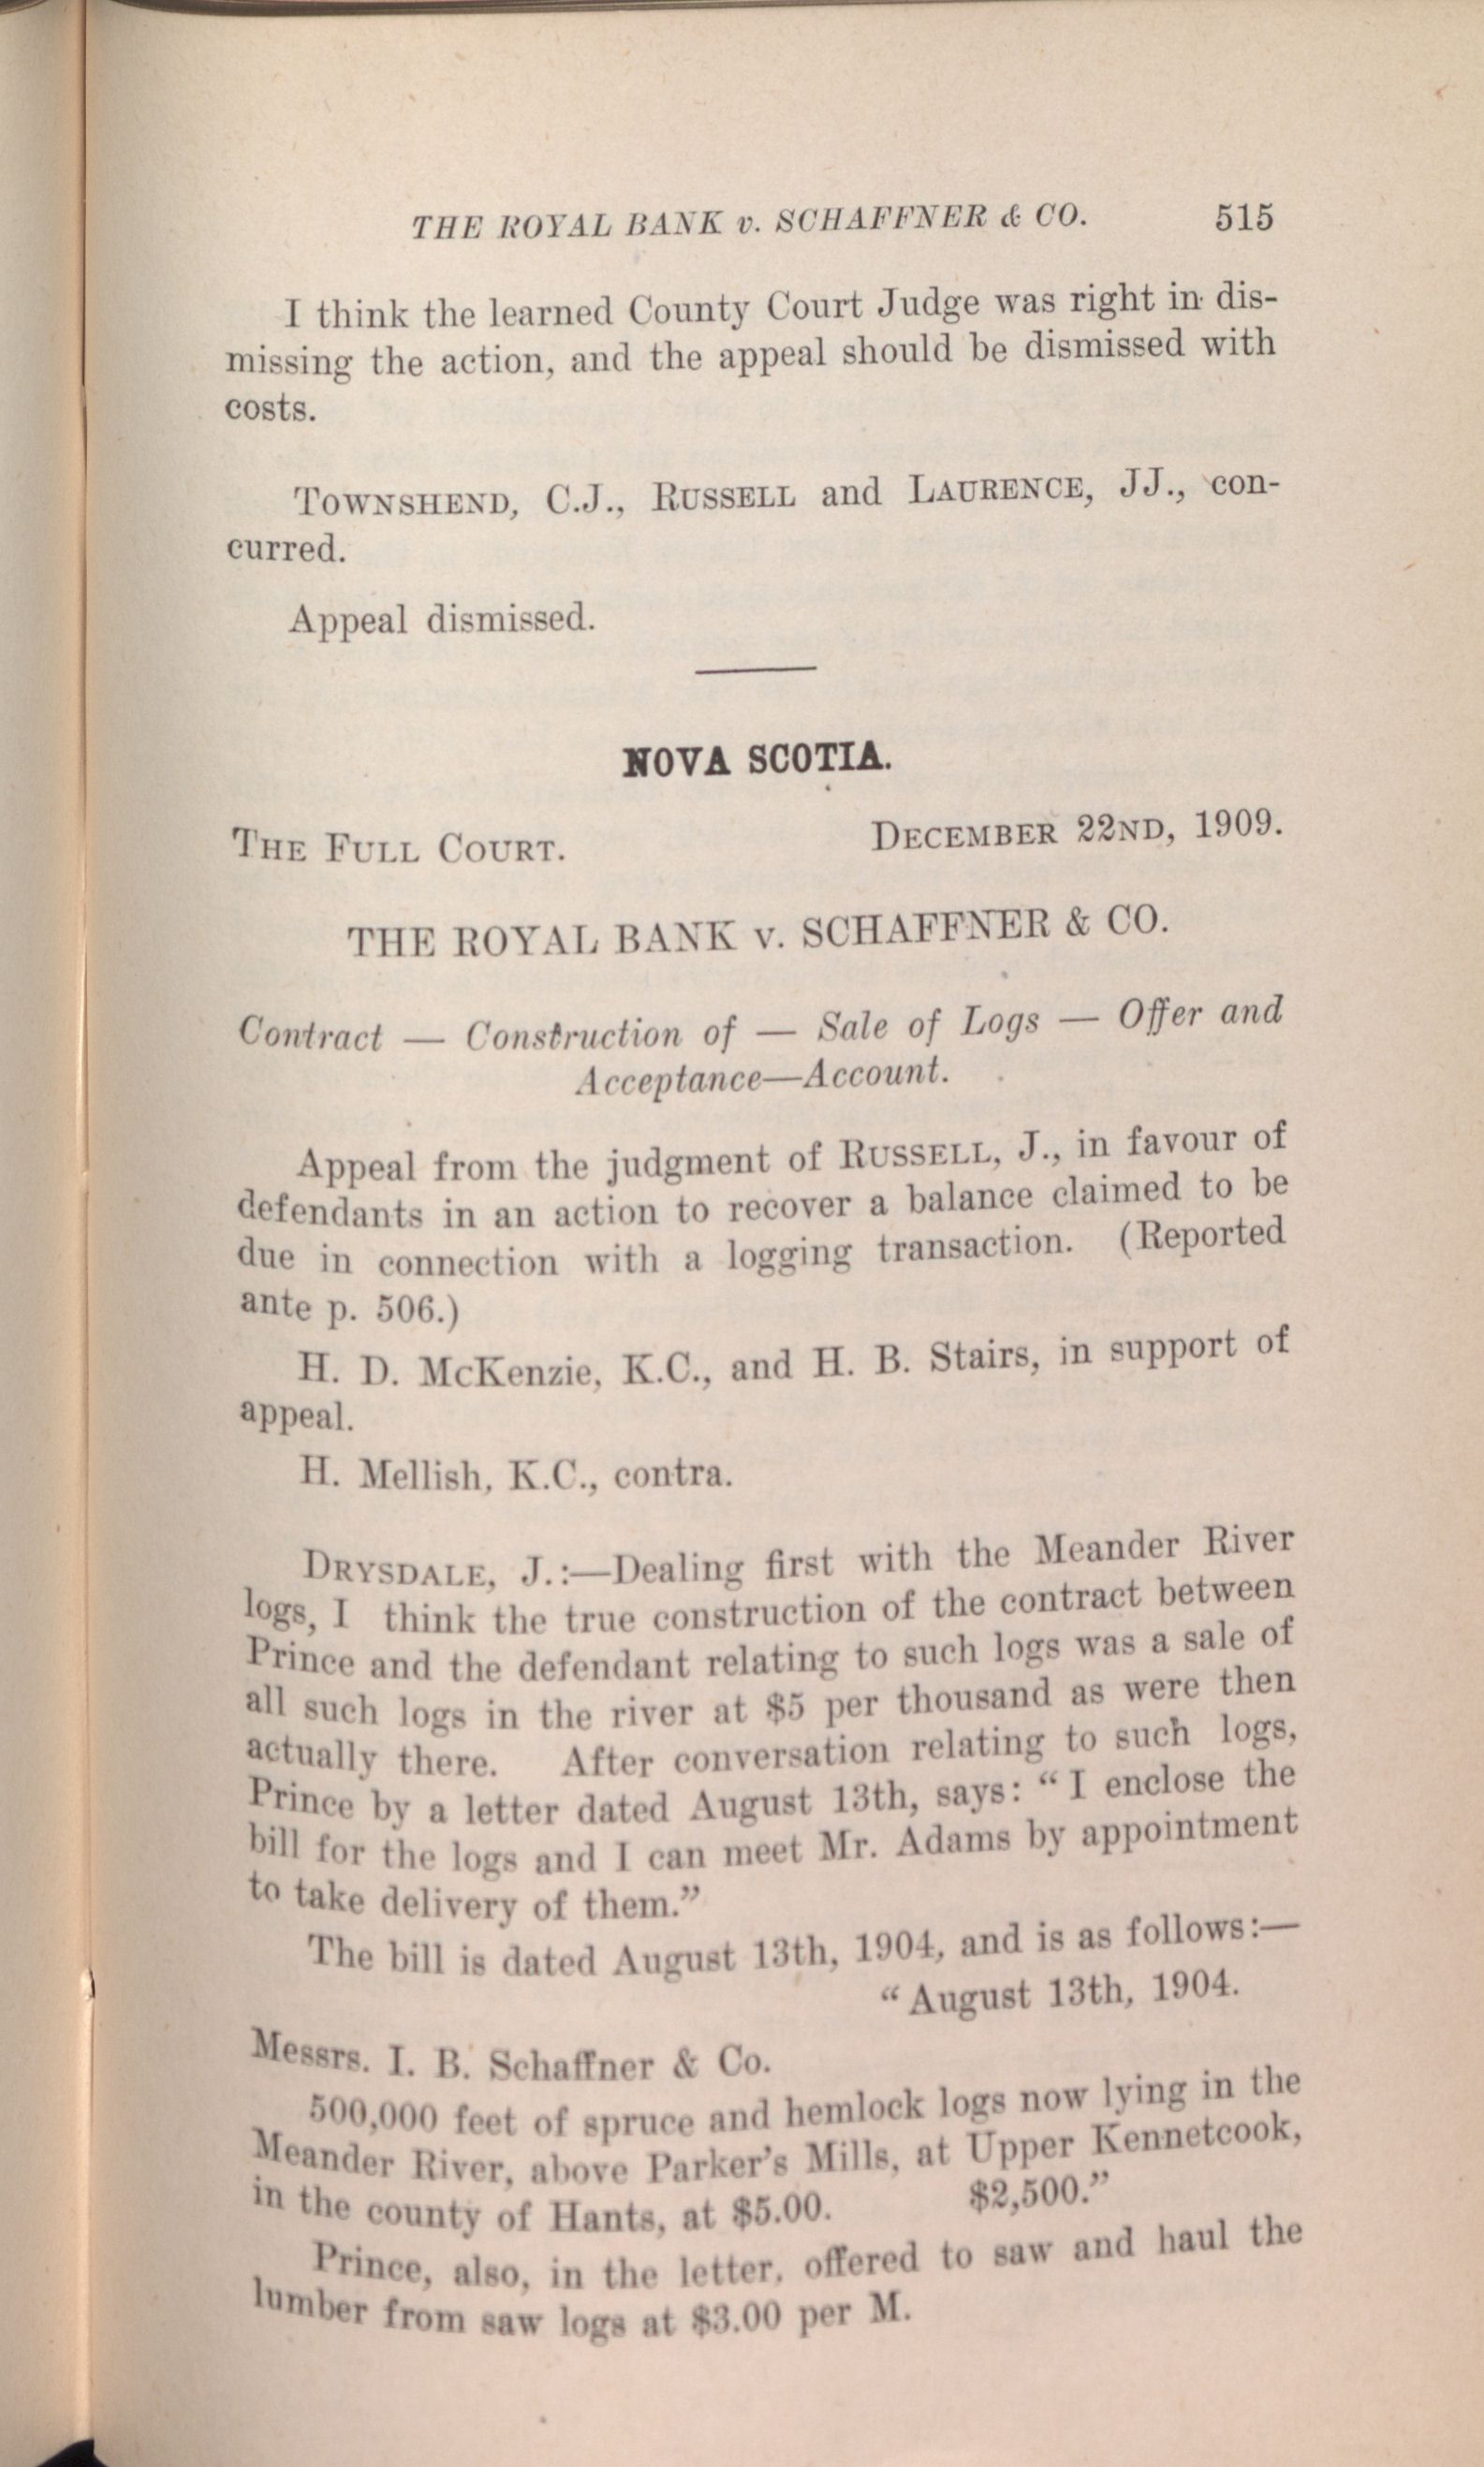 THE ROYAL BANK v. SCHAFFNER & CO. 515
I think the learned County Court Judge was right in dis-
missing the action, and the appeal should be dismissed with
costs.
TOWNSHEND, C.J., RUSSELL and LAURENCE, JJ., con-
curred.
Appeal dismissed.
NOVA SCOTIA.
THE FULL COURT. DECEMBER 22ND, 1909.
THE ROYAL BANK v. SCHAFFNER & CO.
Contract — Construction of — Sale of Logs — Offer and
Acceptance—Account.
Appeal from the judgment of RUSSELL, J., in favour of
defendants in an action to recover a balance claimed to be
due in connection with a logging transaction. (Reported
ante p. 506.)
H. D. McKenzie, K.C., and H. B. Stairs, in support of
appeal.
H. Mellish, K.C., contra.
DRYSDALE, J.:—Dealing first with the Meander River
logs, I think the true construction of the contract between
Prince and the defendant relating to such logs was a sale of
all such logs in the river at $5 per thousand as were then
actually there. After conversation relating to such logs,
Prince by a letter dated August 13th, says: “I enclose the
bill for the logs and I can meet Mr. Adams by appointment
to take delivery of them.”
The bill is dated August 13th, 1904, and is as follows:—
“August 13th, 1904.
Messrs. I. B. Schaffner & Co.
500,000 feet of spruce and hemlock logs now lying in the
Meander River, above Parker's Mills, at Upper Kennetcook,
in the county of Hants, at $5.00. $2,500.”
Prince, also, in the letter, offered to saw and haul the
lumber from saw logs at $3.00 per M.